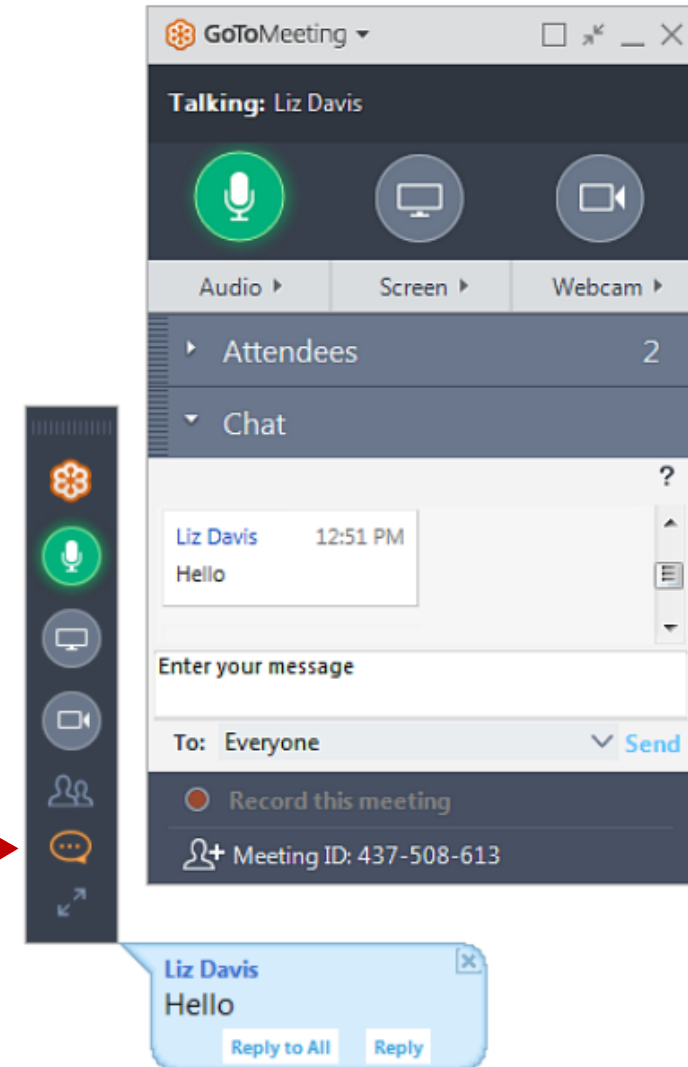 GoToMeeting
Talking: Liz Davis
Audio Screen Webcam
Attendees 2
Chat
?
Liz Davis 12:51 PM
Hello
Enter your message
To: Everyone Send
Record this meeting
Meeting ID: 437-508-613
Liz Davis
Hello
Reply to All Reply